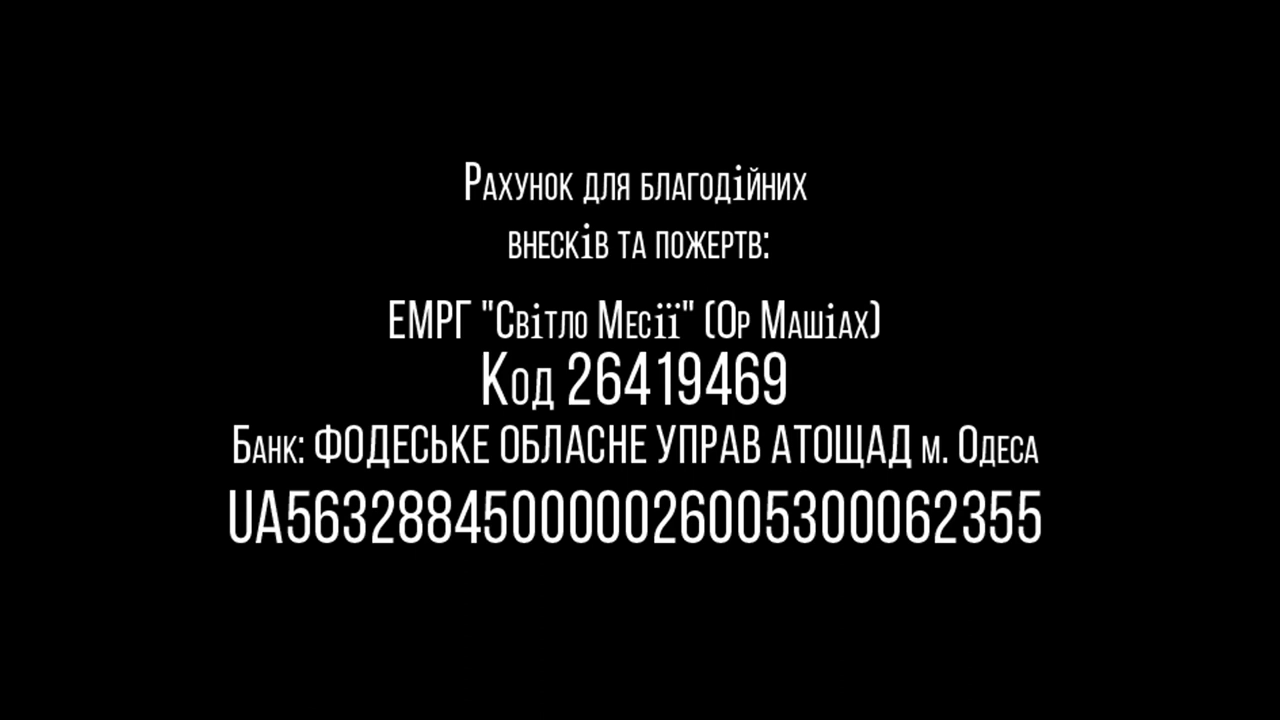 Рахунок для благодійних
внесків та пожертв:
ЕМРГ "Світло Месії" (Ор Машіах)
Код 26419469
Банк: ФОДЕСЬКЕ ОБЛАСНЕ УПРАВ АТОЩАД м. Одеса
UA563288450000026005300062355